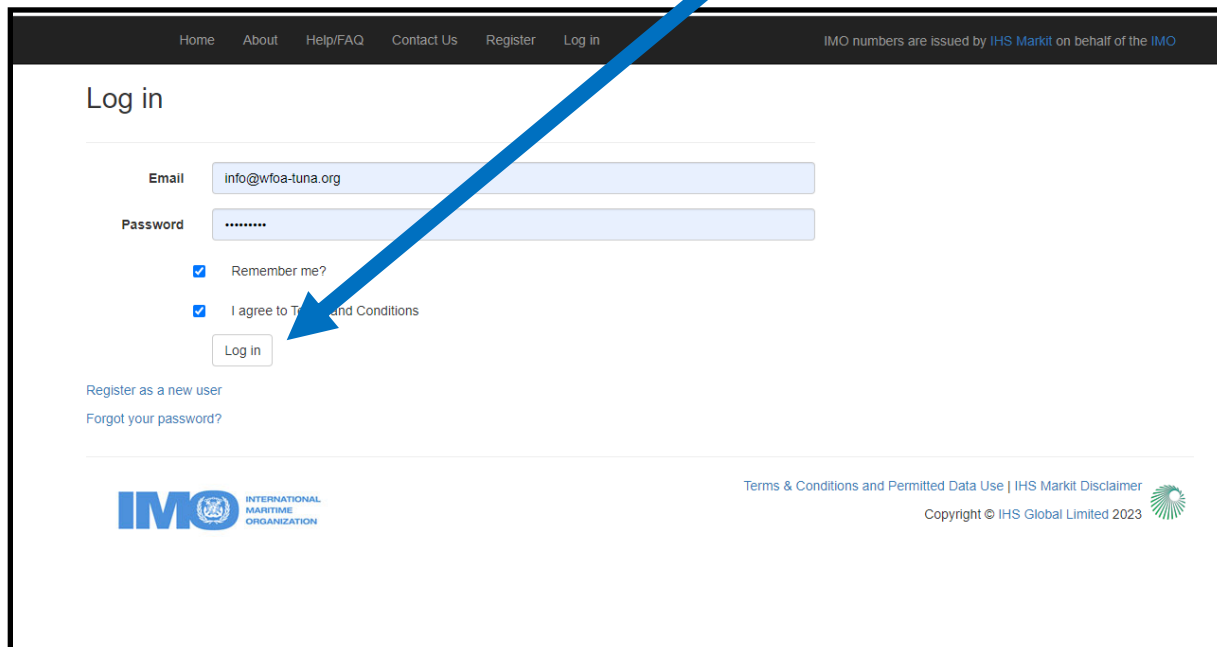 Home About Help/FAQ Contact Us Register Log in IMO numbers are issued by IHS Markit on behalf of the IMO
Log in
Email info@wfoa-tuna.org
Password •••••••••
Remember me?
I agree to and Conditions
Log in
Register as a new user
Forgot your password?
IMO INTERNATIONAL
MARITIME
ORGANIZATION
Terms & Conditions and Permitted Data Use | IHS Markit Disclaimer
Copyright © IHS Global Limited 2023